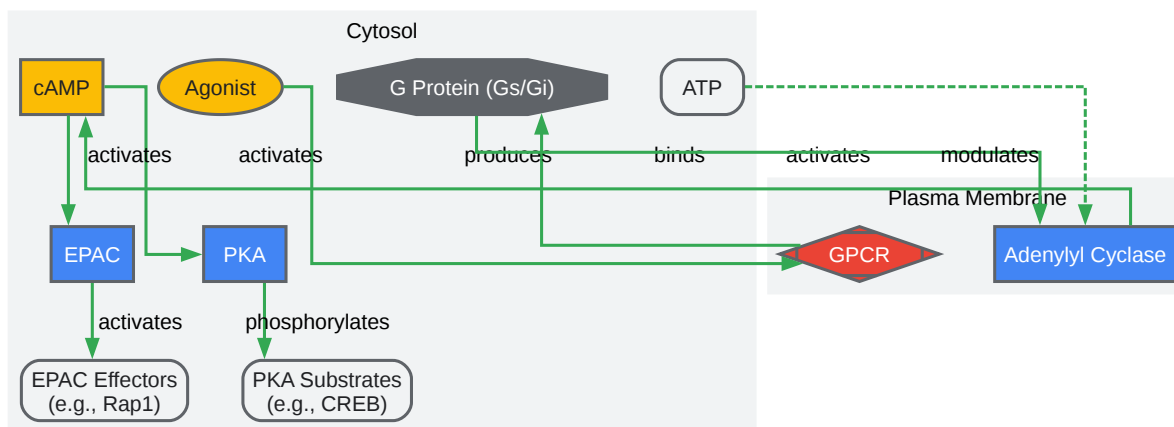 Cytosol
cAMP
Agonist
G Protein (Gs/Gi)
ATP
activates
activates
produces
binds
activates
modulates
Plasma Membrane
EPAC
PKA
GPCR
Adenylyl Cyclase
activates
phosphorylates
EPAC Effectors
(e.g., Rap1)
PKA Substrates
(e.g., CREB)